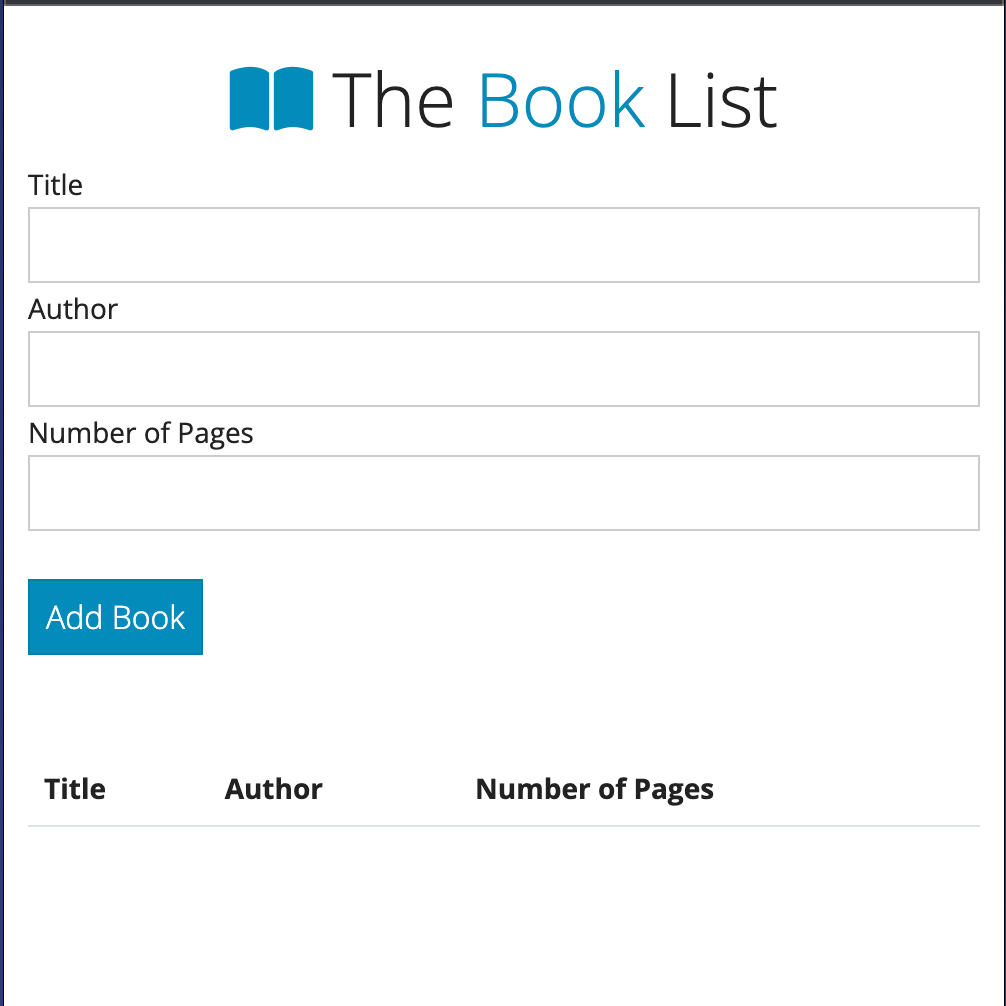 The Book List
Title
Author
Number of Pages
Add Book
Title Author Number of Pages